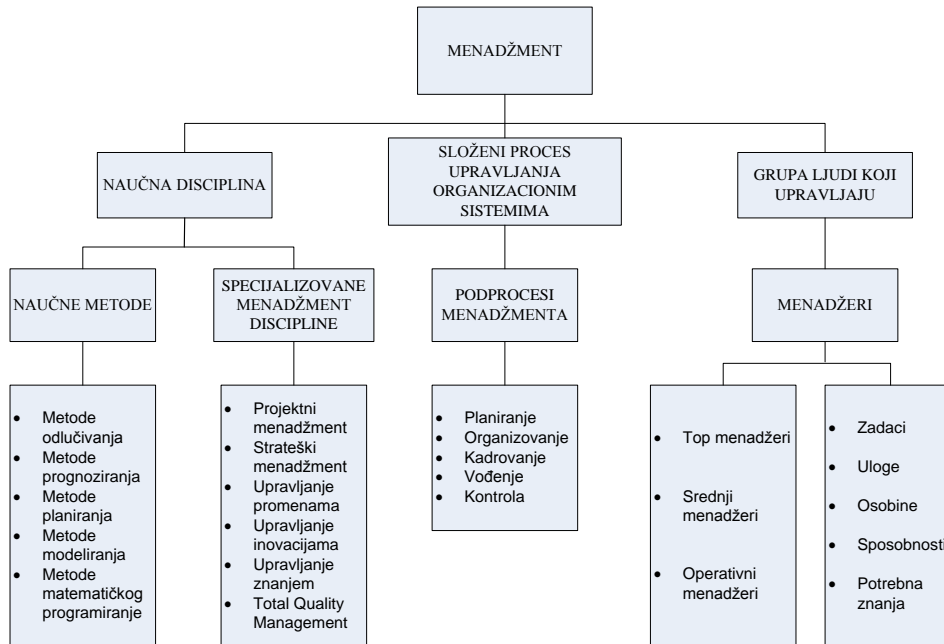 MENADŽMENT
NAUČNA DISCIPLINA
SLOŽENI PROCES
UPRAVLJANJA
ORGANIZACIONIM
SISTEMIMA
GRUPA LJUDI KOJI
UPRAVLJAJU
NAUČNE METODE
SPECIJALIZOVANE
MENADŽMENT
DISCIPLINE
PODPROCESI
MENADŽMENTA
MENADŽERI
• Metode
odlučivanja
• Metode
prognoziranja
• Metode
planiranja
• Metode
modeliranja
• Metode
matematičkog
programiranje
• Projektni
menadžment
• Strateški
menadžment
• Upravljanje
promenama
• Upravljanje
inovacijama
• Upravljanje
znanjem
• Total Quality
Management
• Planiranje
• Organizovanje
• Kadrovanje
• Vođenje
• Kontrola
• Top menadžeri
• Srednji
menadžeri
• Operativni
menadžeri
• Zadaci
• Uloge
• Osobine
• Sposobnosti
• Potrebna
znanja